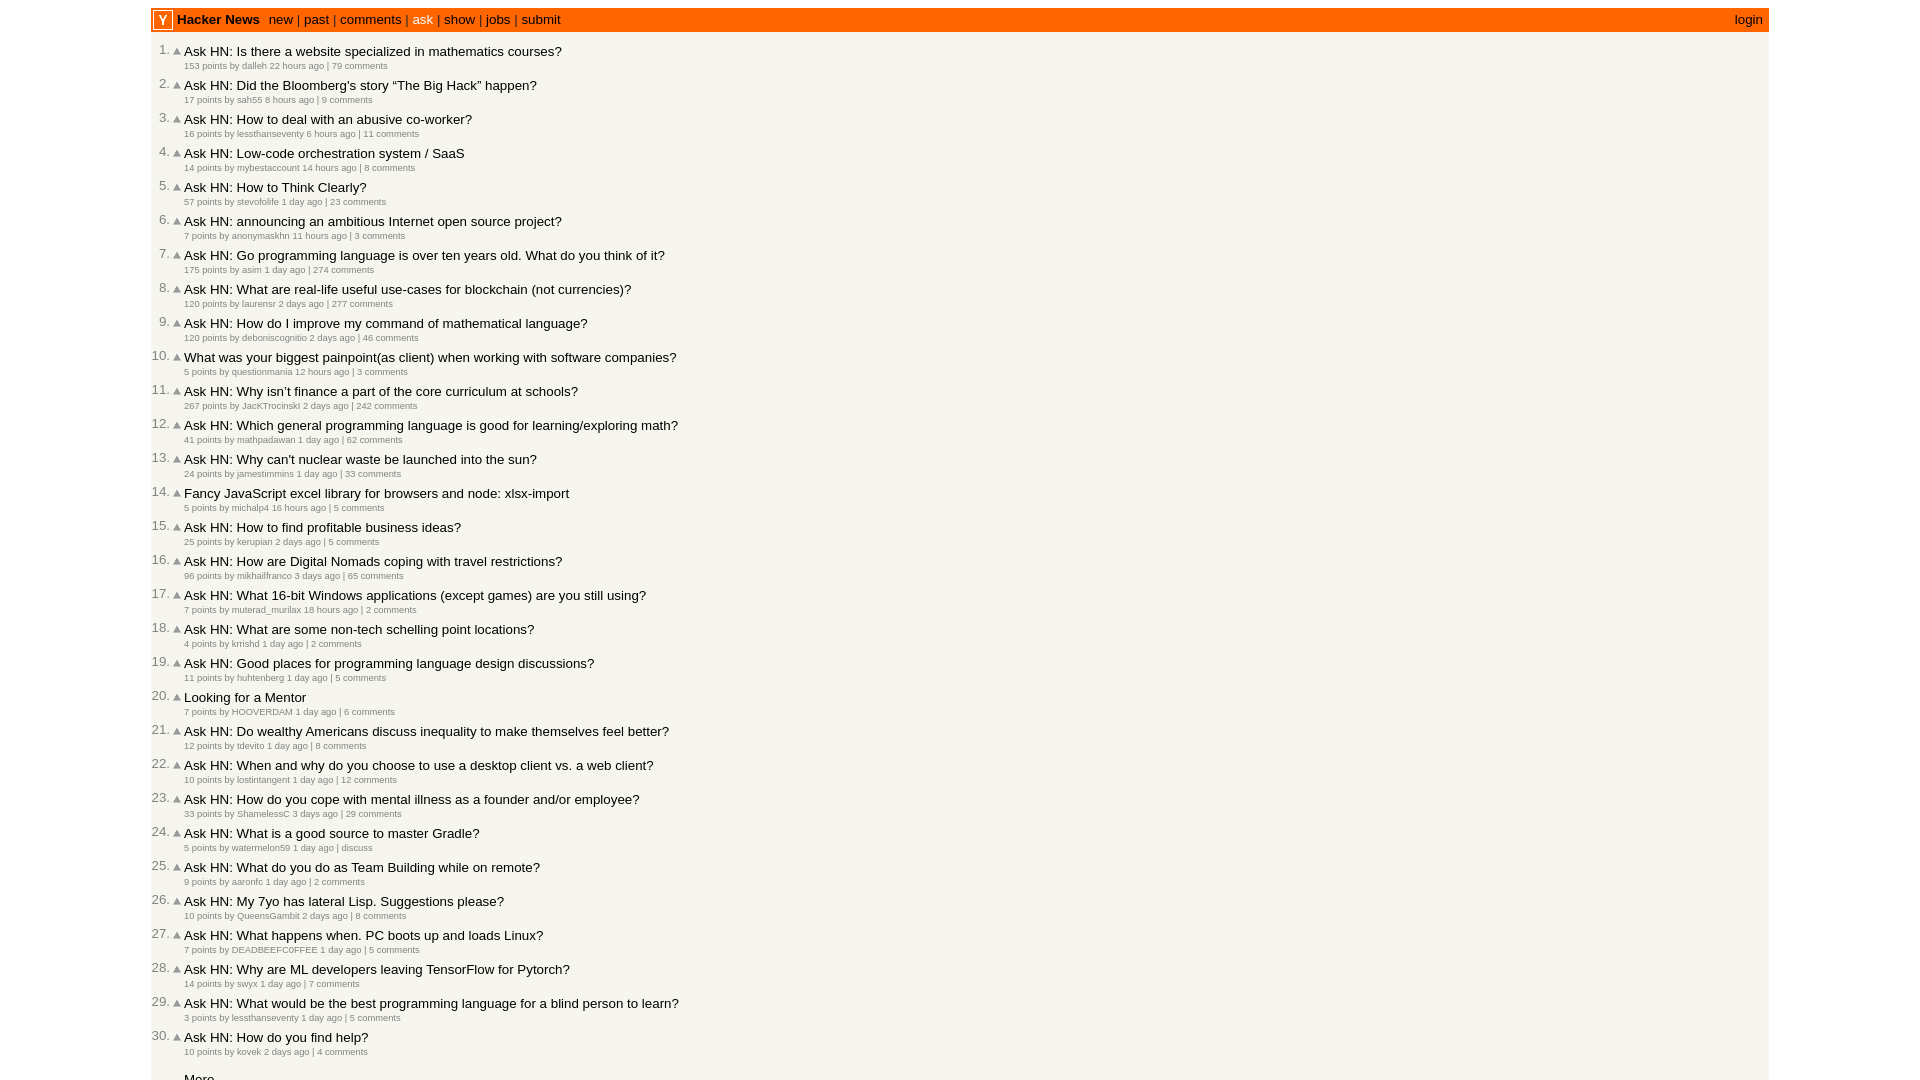 Y Hacker News new | past | comments | ask | show | jobs | submit login
1. Ask HN: Is there a website specialized in mathematics courses?
153 points by dalleh 22 hours ago | 79 comments
2. Ask HN: Did the Bloomberg's story “The Big Hack” happen?
17 points by sah55 8 hours ago | 9 comments
3. Ask HN: How to deal with an abusive co-worker?
16 points by lessthanseventy 6 hours ago | 11 comments
4. Ask HN: Low-code orchestration system / SaaS
14 points by mybestaccount 14 hours ago | 8 comments
5. Ask HN: How to Think Clearly?
57 points by stevofolife 1 day ago | 23 comments
6. Ask HN: announcing an ambitious Internet open source project?
7 points by anonymaskhn 11 hours ago | 3 comments
7. Ask HN: Go programming language is over ten years old. What do you think of it?
175 points by asim 1 day ago | 274 comments
8. Ask HN: What are real-life useful use-cases for blockchain (not currencies)?
120 points by laurensr 2 days ago | 277 comments
9. Ask HN: How do I improve my command of mathematical language?
120 points by deboniscognitio 2 days ago | 46 comments
10. What was your biggest painpoint(as client) when working with software companies?
5 points by questionmania 12 hours ago | 3 comments
11. Ask HN: Why isn’t finance a part of the core curriculum at schools?
267 points by JacKTrocinskI 2 days ago | 242 comments
12. Ask HN: Which general programming language is good for learning/exploring math?
41 points by mathpadawan 1 day ago | 62 comments
13. Ask HN: Why can't nuclear waste be launched into the sun?
24 points by jamestimmins 1 day ago | 33 comments
14. Fancy JavaScript excel library for browsers and node: xlsx-import
5 points by michalp4 16 hours ago | 5 comments
15. Ask HN: How to find profitable business ideas?
25 points by kerupian 2 days ago | 5 comments
16. Ask HN: How are Digital Nomads coping with travel restrictions?
96 points by mikhailfranco 3 days ago | 65 comments
17. Ask HN: What 16-bit Windows applications (except games) are you still using?
7 points by muterad_murilax 18 hours ago | 2 comments
18. Ask HN: What are some non-tech schelling point locations?
4 points by krrishd 1 day ago | 2 comments
19. Ask HN: Good places for programming language design discussions?
11 points by huhtenberg 1 day ago | 5 comments
20. Looking for a Mentor
7 points by HOOVERDAM 1 day ago | 6 comments
21. Ask HN: Do wealthy Americans discuss inequality to make themselves feel better?
12 points by tdevito 1 day ago | 8 comments
22. Ask HN: When and why do you choose to use a desktop client vs. a web client?
10 points by lostintangent 1 day ago | 12 comments
23. Ask HN: How do you cope with mental illness as a founder and/or employee?
33 points by ShamelessC 3 days ago | 29 comments
24. Ask HN: What is a good source to master Gradle?
5 points by watermelon59 1 day ago | discuss
25. Ask HN: What do you do as Team Building while on remote?
9 points by aaronfc 1 day ago | 2 comments
26. Ask HN: My 7yo has lateral Lisp. Suggestions please?
10 points by QueensGambit 2 days ago | 8 comments
27. Ask HN: What happens when. PC boots up and loads Linux?
7 points by DEADBEEFC0FFEE 1 day ago | 5 comments
28. Ask HN: Why are ML developers leaving TensorFlow for Pytorch?
14 points by swyx 1 day ago | 7 comments
29. Ask HN: What would be the best programming language for a blind person to learn?
3 points by lessthanseventy 1 day ago | 5 comments
30. Ask HN: How do you find help?
10 points by kovek 2 days ago | 4 comments
More